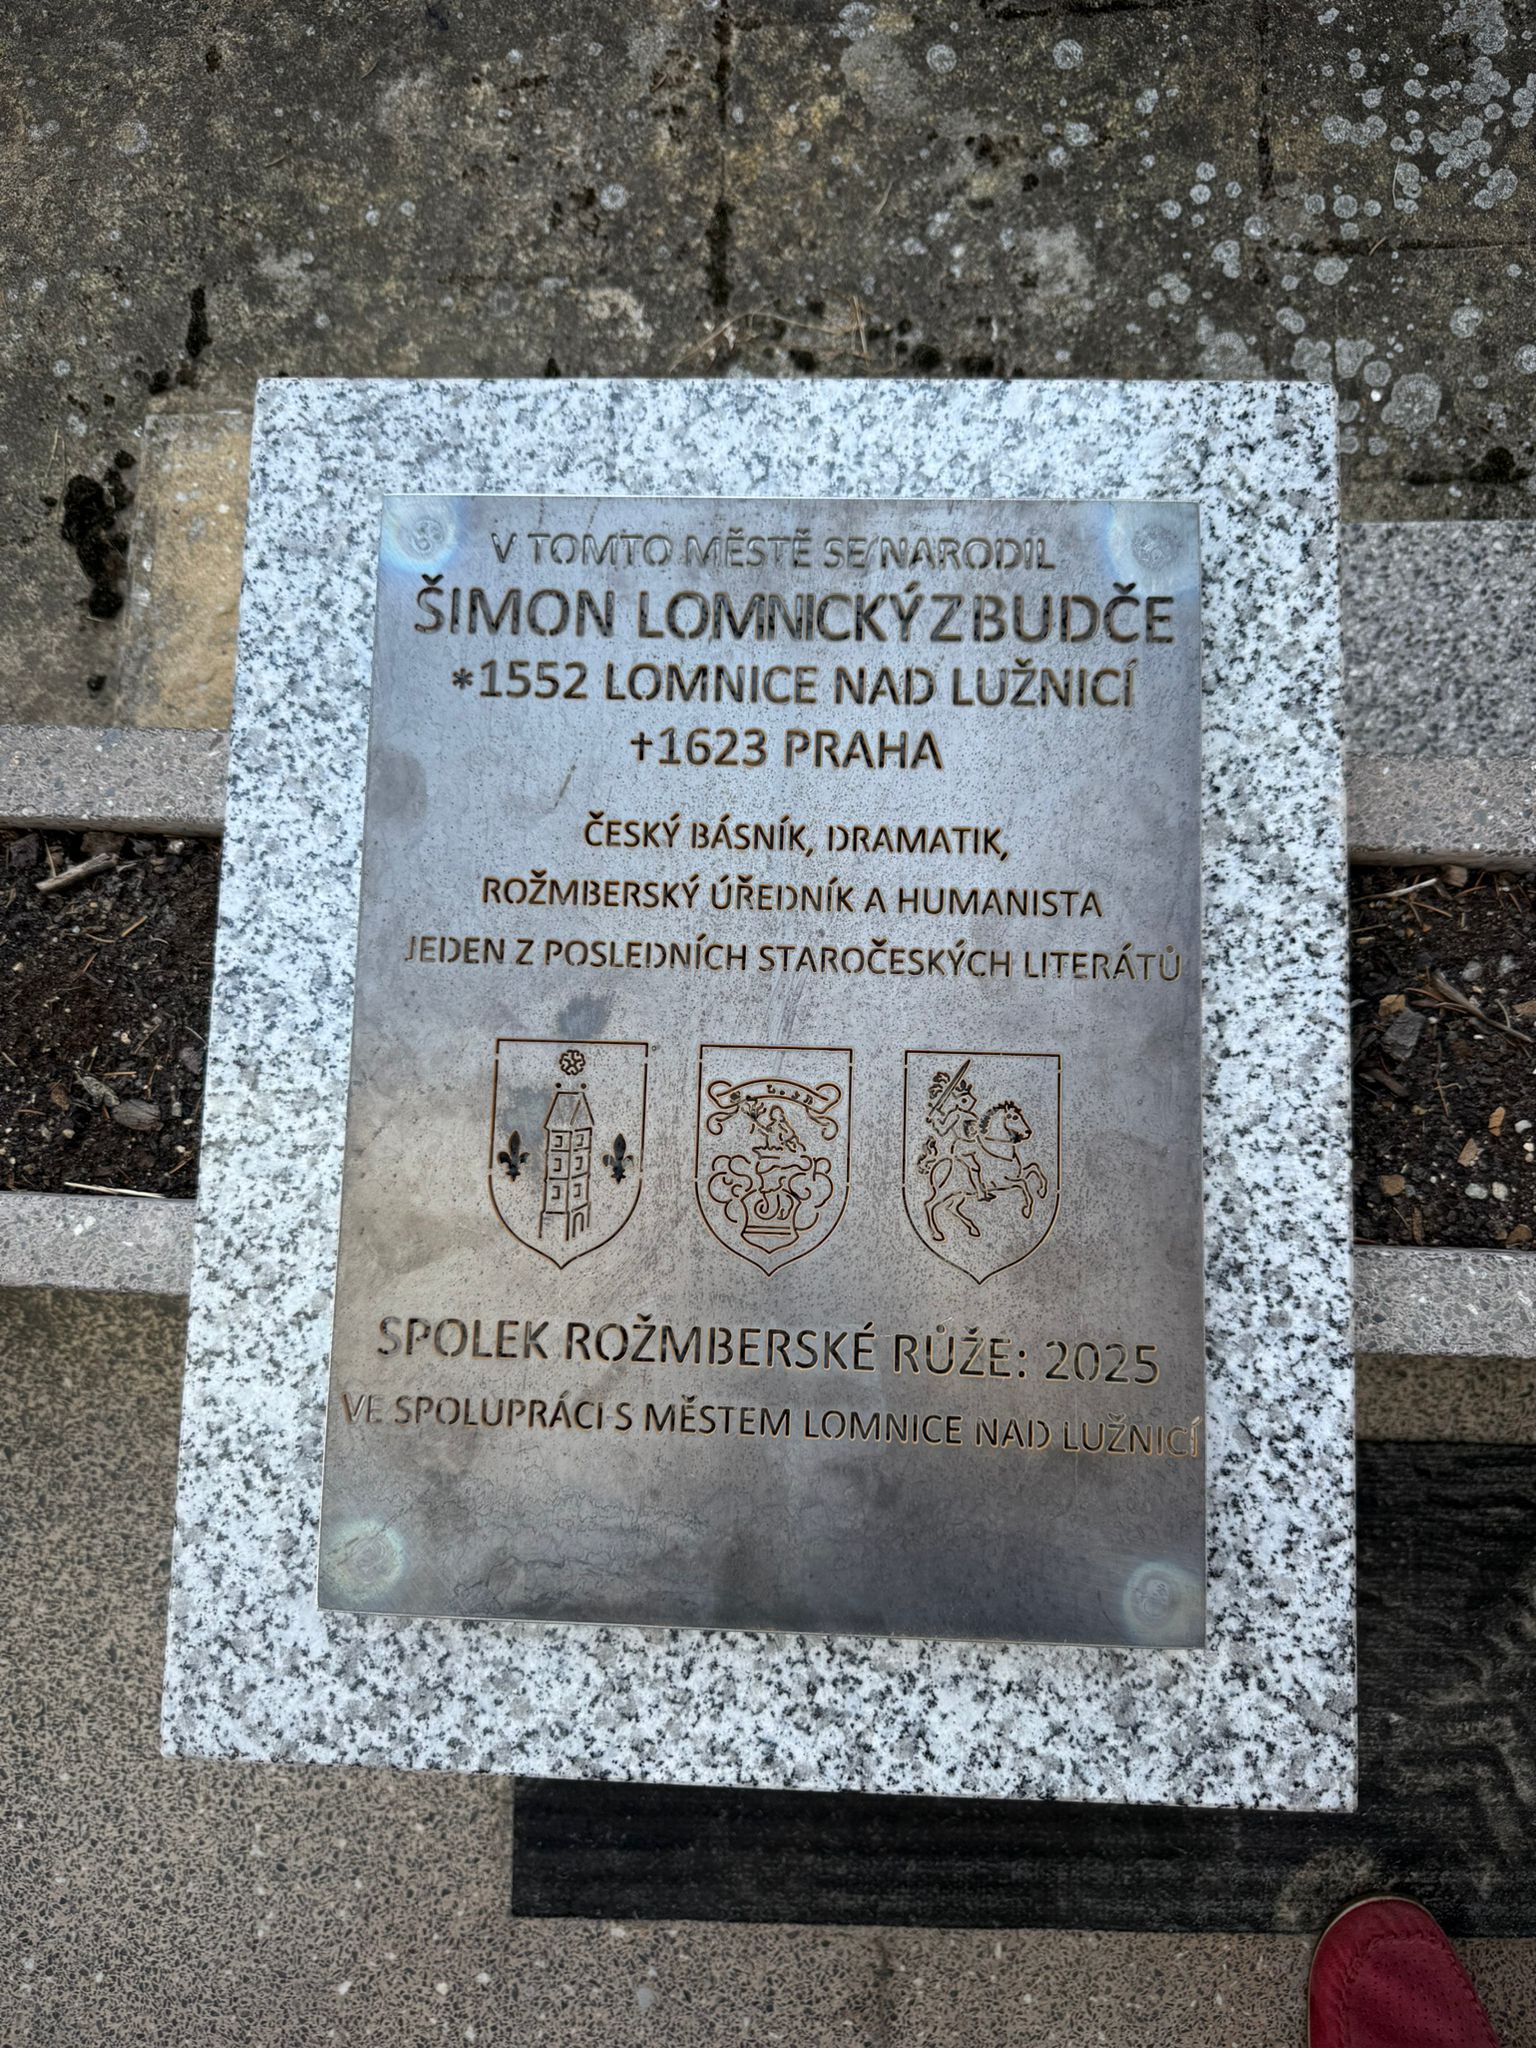 V TOMTO MĚSTĚ SE NARODIL
ŠIMON LOMNICKÝ Z BUDČE
*1552 LOMNICE NAD LUŽNICÍ
†1623 PRAHA
ČESKÝ BÁSNÍK, DRAMATIK,
ROŽMBERSKÝ ÚŘEDNÍK A HUMANISTA
JEDEN Z POSLEDNÍCH STAROČESKÝCH LITERÁTŮ
SPOLEK ROŽMBERSKÉ RŮŽE: 2025
VE SPOLUPRÁCI S MĚSTEM LOMNICE NAD LUŽNICÍ